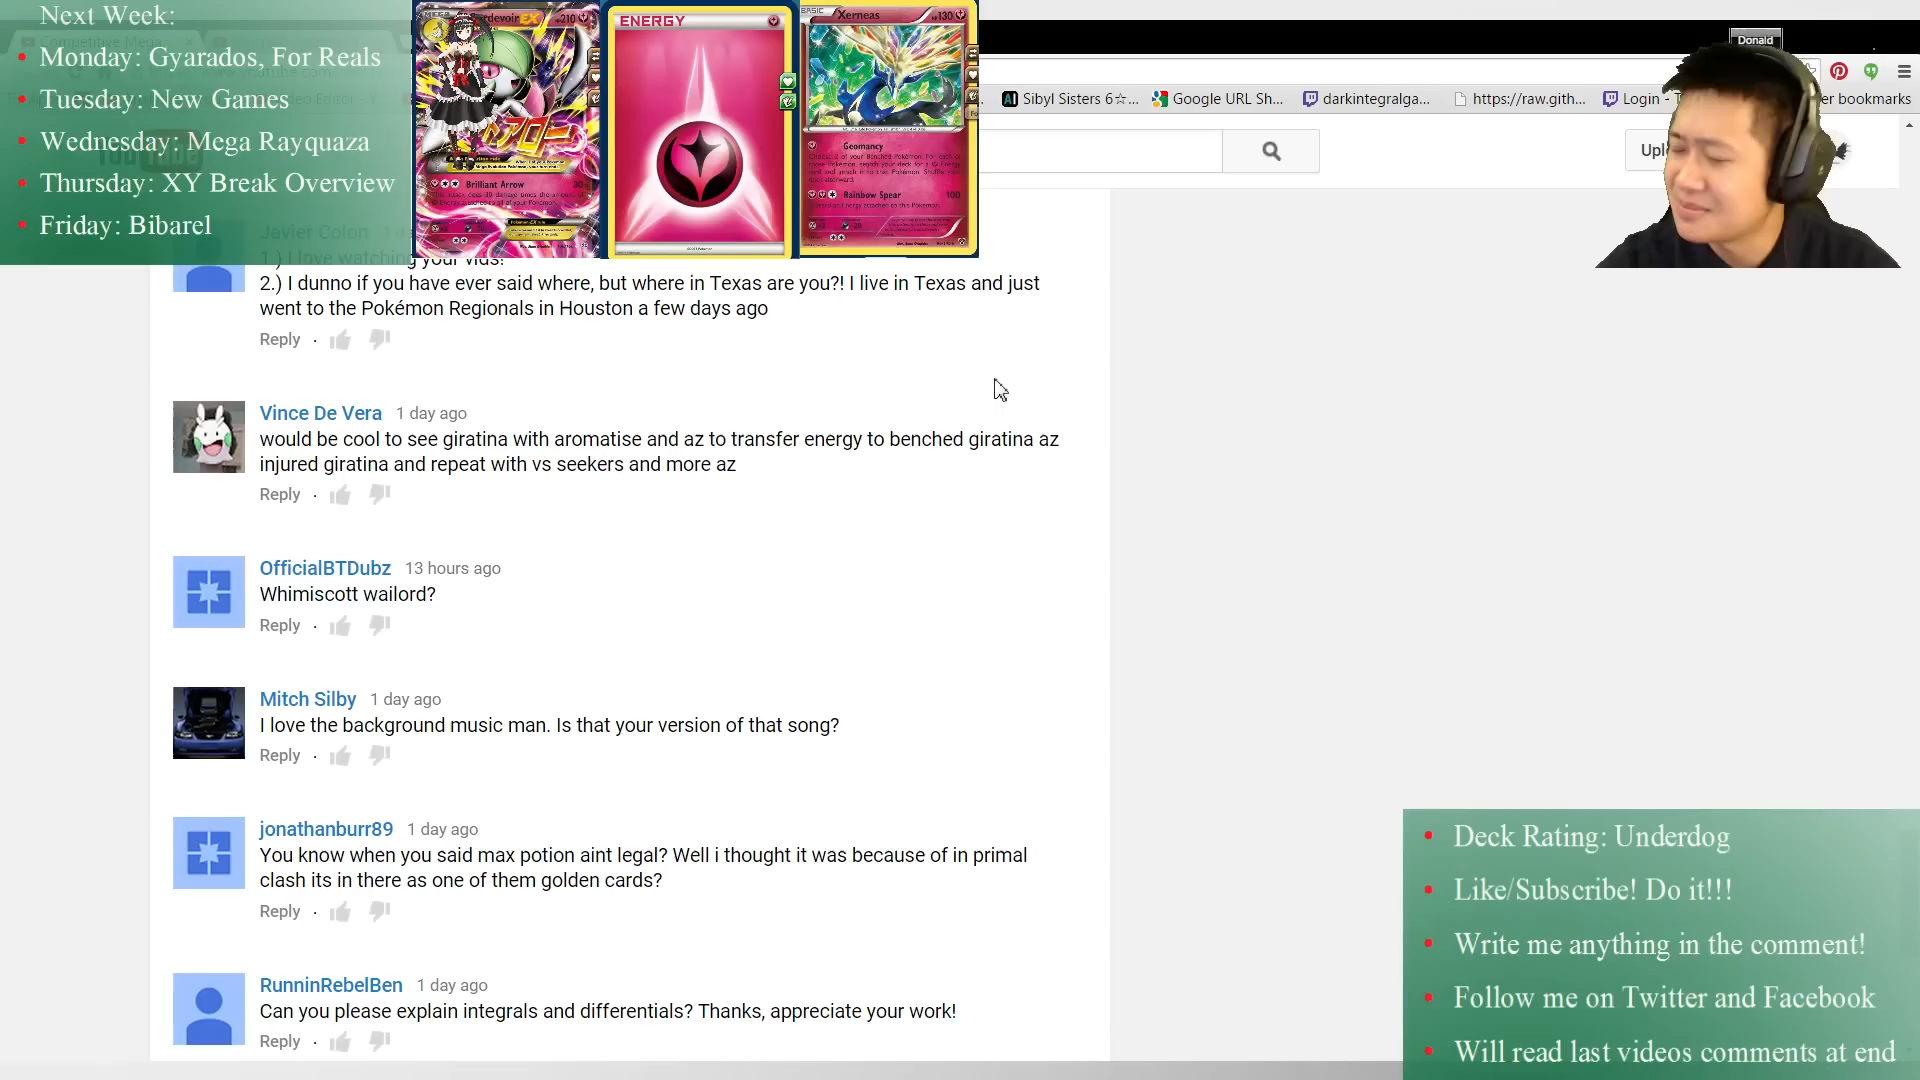 Next Week:
Monday: Gyarados, For Reals
Tuesday: New Games
Wednesday: Mega Rayquaza
Thursday: XY Break Overview
Friday: Bibarel
210
Brilliant Arrow 30
ENERGY
BASIC
Xerneas
130
Geomancy
Rainbow Spear 100
Donald
Sibyl Sisters 6☆...
Google URL Sh...
darkintegralga...
https://raw.gith...
Login -
er bookmarks
Upl
Javier Colon
1.) I love watching your vids!
2.) I dunno if you have ever said where, but where in Texas are you?! I live in Texas and just
went to the Pokémon Regionals in Houston a few days ago
Reply ·
Vince De Vera 1 day ago
would be cool to see giratina with aromatise and az to transfer energy to benched giratina az
injured giratina and repeat with vs seekers and more az
Reply ·
OfficialBTDubz 13 hours ago
Whimiscott wailord?
Reply ·
Mitch Silby 1 day ago
I love the background music man. Is that your version of that song?
Reply ·
jonathanburr89 1 day ago
You know when you said max potion aint legal? Well i thought it was because of in primal
clash its in there as one of them golden cards?
Reply ·
RunninRebelBen 1 day ago
Can you please explain integrals and differentials? Thanks, appreciate your work!
Reply ·
Deck Rating: Underdog
Like/Subscribe! Do it!!!
Write me anything in the comment!
Follow me on Twitter and Facebook
Will read last videos comments at end